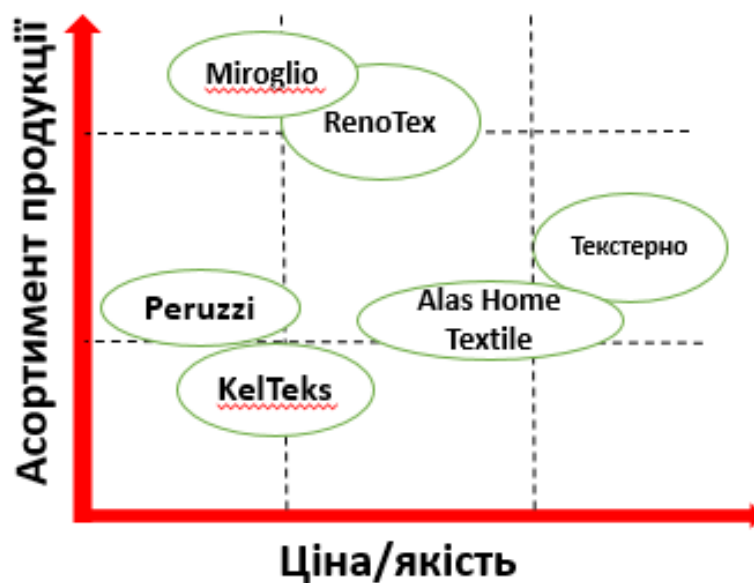 Асортимент продукції
Miroglio
RenoTex
Текстерно
Peruzzi
Alas Home
Textile
KelTeks
Ціна/якість